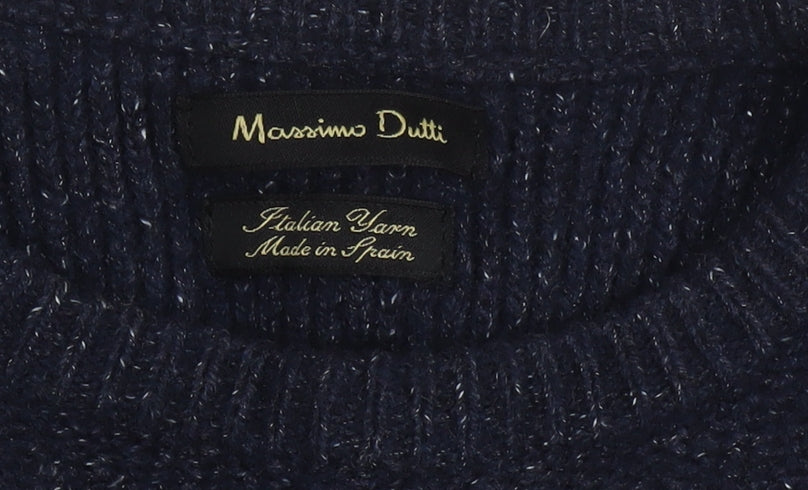 Massimo Dutti
Italian Yarn
Made in Spain